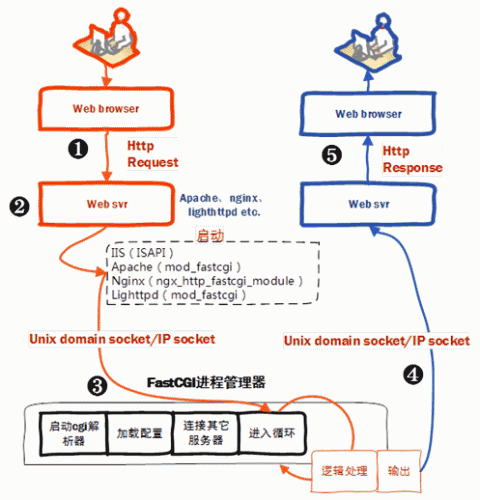 Web browser
Web browser
❶
Http
Request
❺
Http
Response
❷
Web svr
Apache、nginx、
lighthttpd etc.
Web svr
启动
IIS（ISAPI）
Apache（mod_fastcgi）
Nginx（ngx_http_fastcgi_module）
Lighttpd（mod_fastcgi）
Unix domain socket/IP socket
Unix domain socket/IP socket
❸
FastCGI进程管理器
❹
启动cgi解
析器
加载配置
连接其它
服务器
进入循环
逻辑处理
输出